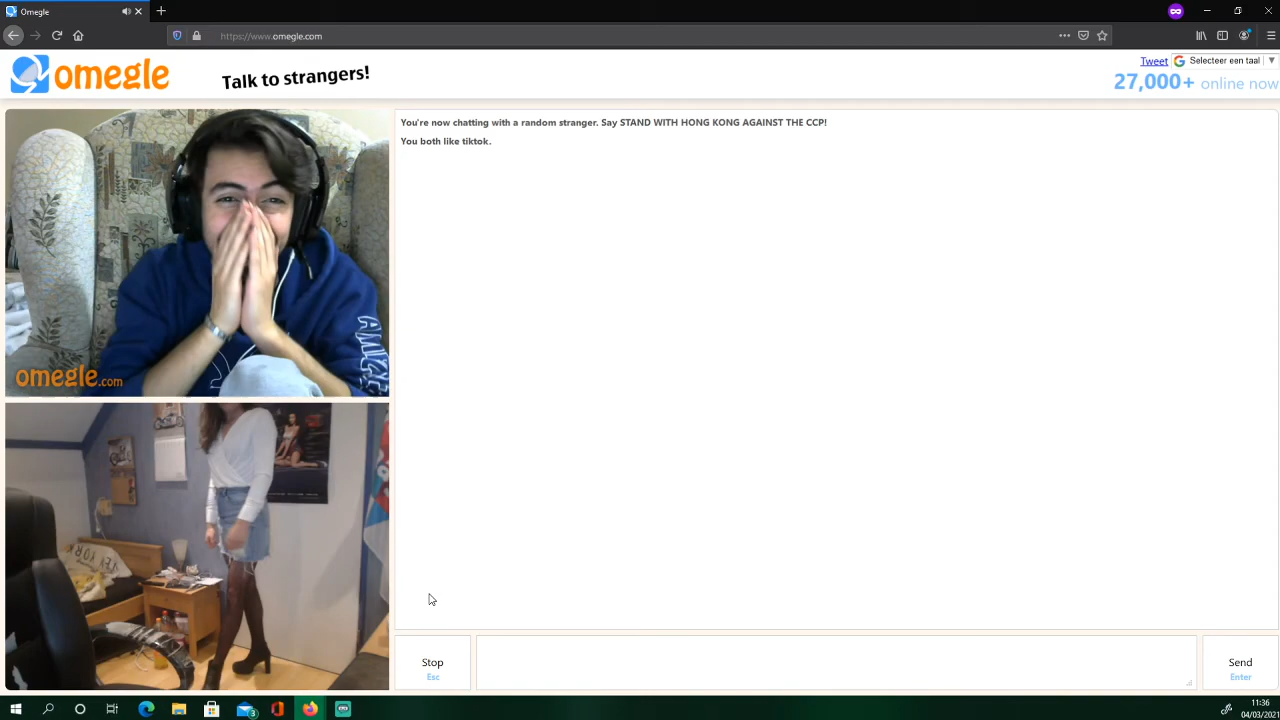 Omegle
https://www.omegle.com
omegle
Talk to strangers!
Tweet
Selecteer een taal
27,000+ online now
You're now chatting with a random stranger. Say STAND WITH HONG KONG AGAINST THE CCP!
You both like tiktok.
omegle.com
Stop
Esc
Send
Enter
3
11:36
04/03/2021